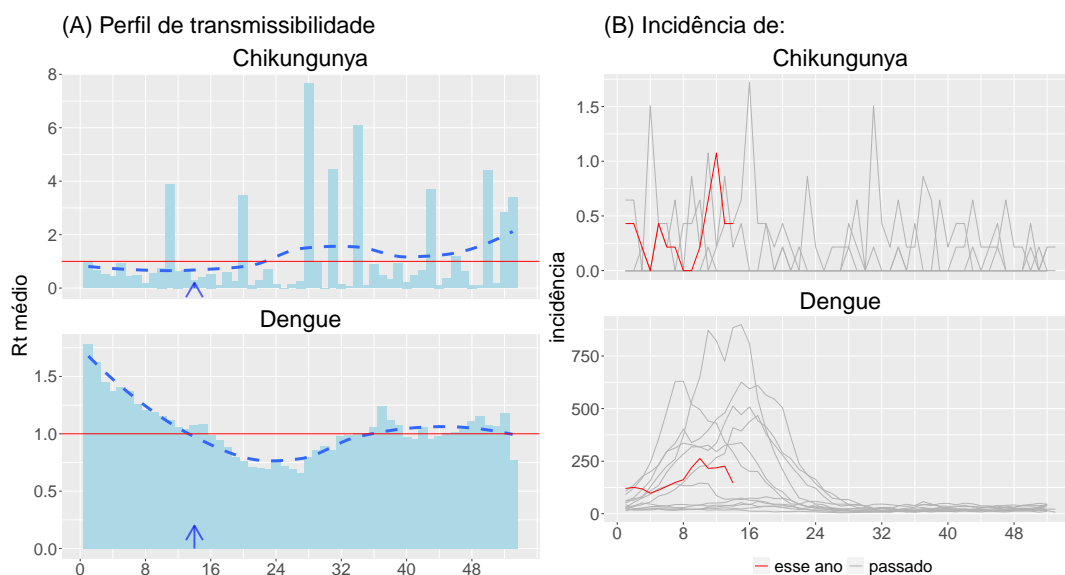 (A) Perfil de transmissibilidade
Chikungunya
8
6
4
2
0
Dengue
1.5
1.0
0.5
0.0
0 8 16 24 32 40 48
Rt médio
(B) Incidência de:
Chikungunya
1.5
1.0
0.5
0.0
Dengue
750
500
250
0
0 8 16 24 32 40 48
incidência
esse ano passado